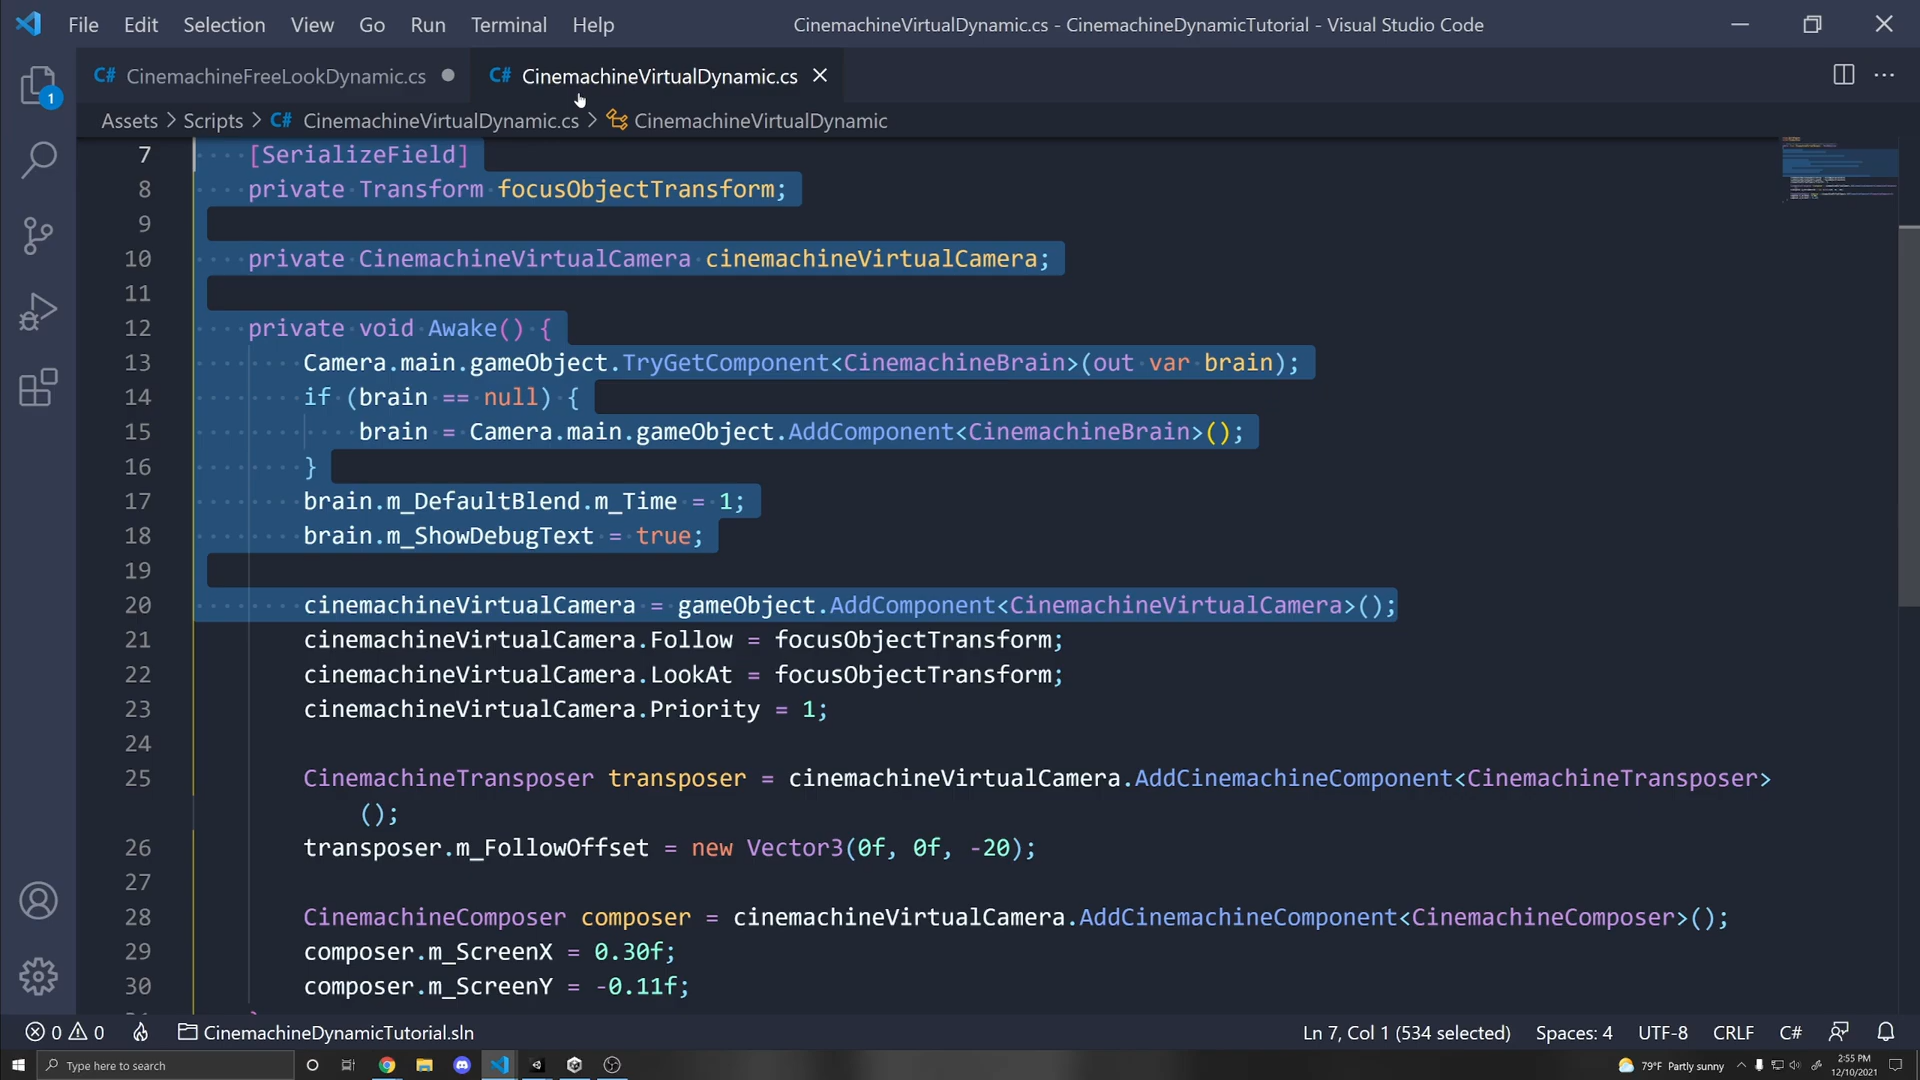 File Edit Selection View Go Run Terminal Help CinemachineVirtualDynamic.cs - CinemachineDynamicTutorial - Visual Studio Code
C# CinemachineFreeLookDynamic.cs C# CinemachineVirtualDynamic.cs
1
Assets > Scripts > C# CinemachineVirtualDynamic.cs > CinemachineVirtualDynamic
7 [SerializeField]
8 private Transform focusObjectTransform;
9
10 private CinemachineVirtualCamera cinemachineVirtualCamera;
11
12 private void Awake() {
13 Camera.main.gameObject.TryGetComponent<CinemachineBrain>(out var brain);
14 if (brain == null) {
15 brain = Camera.main.gameObject.AddComponent<CinemachineBrain>();
16 }
17 brain.m_DefaultBlend.m_Time = 1;
18 brain.m_ShowDebugText = true;
19
20 cinemachineVirtualCamera = gameObject.AddComponent<CinemachineVirtualCamera>();
21 cinemachineVirtualCamera.Follow = focusObjectTransform;
22 cinemachineVirtualCamera.LookAt = focusObjectTransform;
23 cinemachineVirtualCamera.Priority = 1;
24
25 CinemachineTransposer transposer = cinemachineVirtualCamera.AddCinemachineComponent<CinemachineTransposer>
();
26 transposer.m_FollowOffset = new Vector3(0f, 0f, -20);
27
28 CinemachineComposer composer = cinemachineVirtualCamera.AddCinemachineComponent<CinemachineComposer>();
29 composer.m_ScreenX = 0.30f;
30 composer.m_ScreenY = -0.11f;
0 0 CinemachineDynamicTutorial.sln Ln 7, Col 1 (534 selected) Spaces: 4 UTF-8 CRLF C#
Type here to search 79°F Partly sunny 2:55 PM
12/10/2021